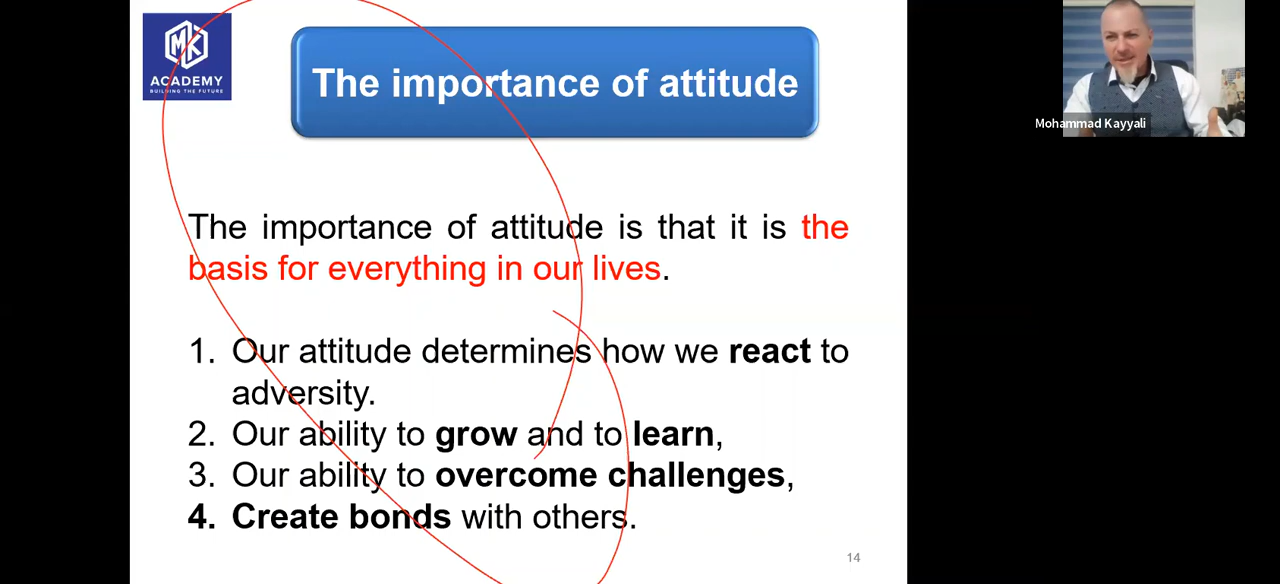 MK
ACADEMY
BUILDING THE FUTURE
The importance of attitude
Mohammad Kayyali
The importance of attitude is that it is the
basis for everything in our lives.
1. Our attitude determines how we react to
adversity.
2. Our ability to grow and to learn,
3. Our ability to overcome challenges,
4. Create bonds with others.
14